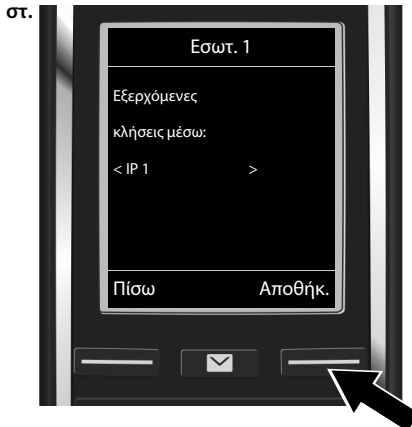 στ.
Εσωτ. 1
Εξερχόμενες
κλήσεις μέσω:
< IP 1 >
Πίσω Αποθήκ.